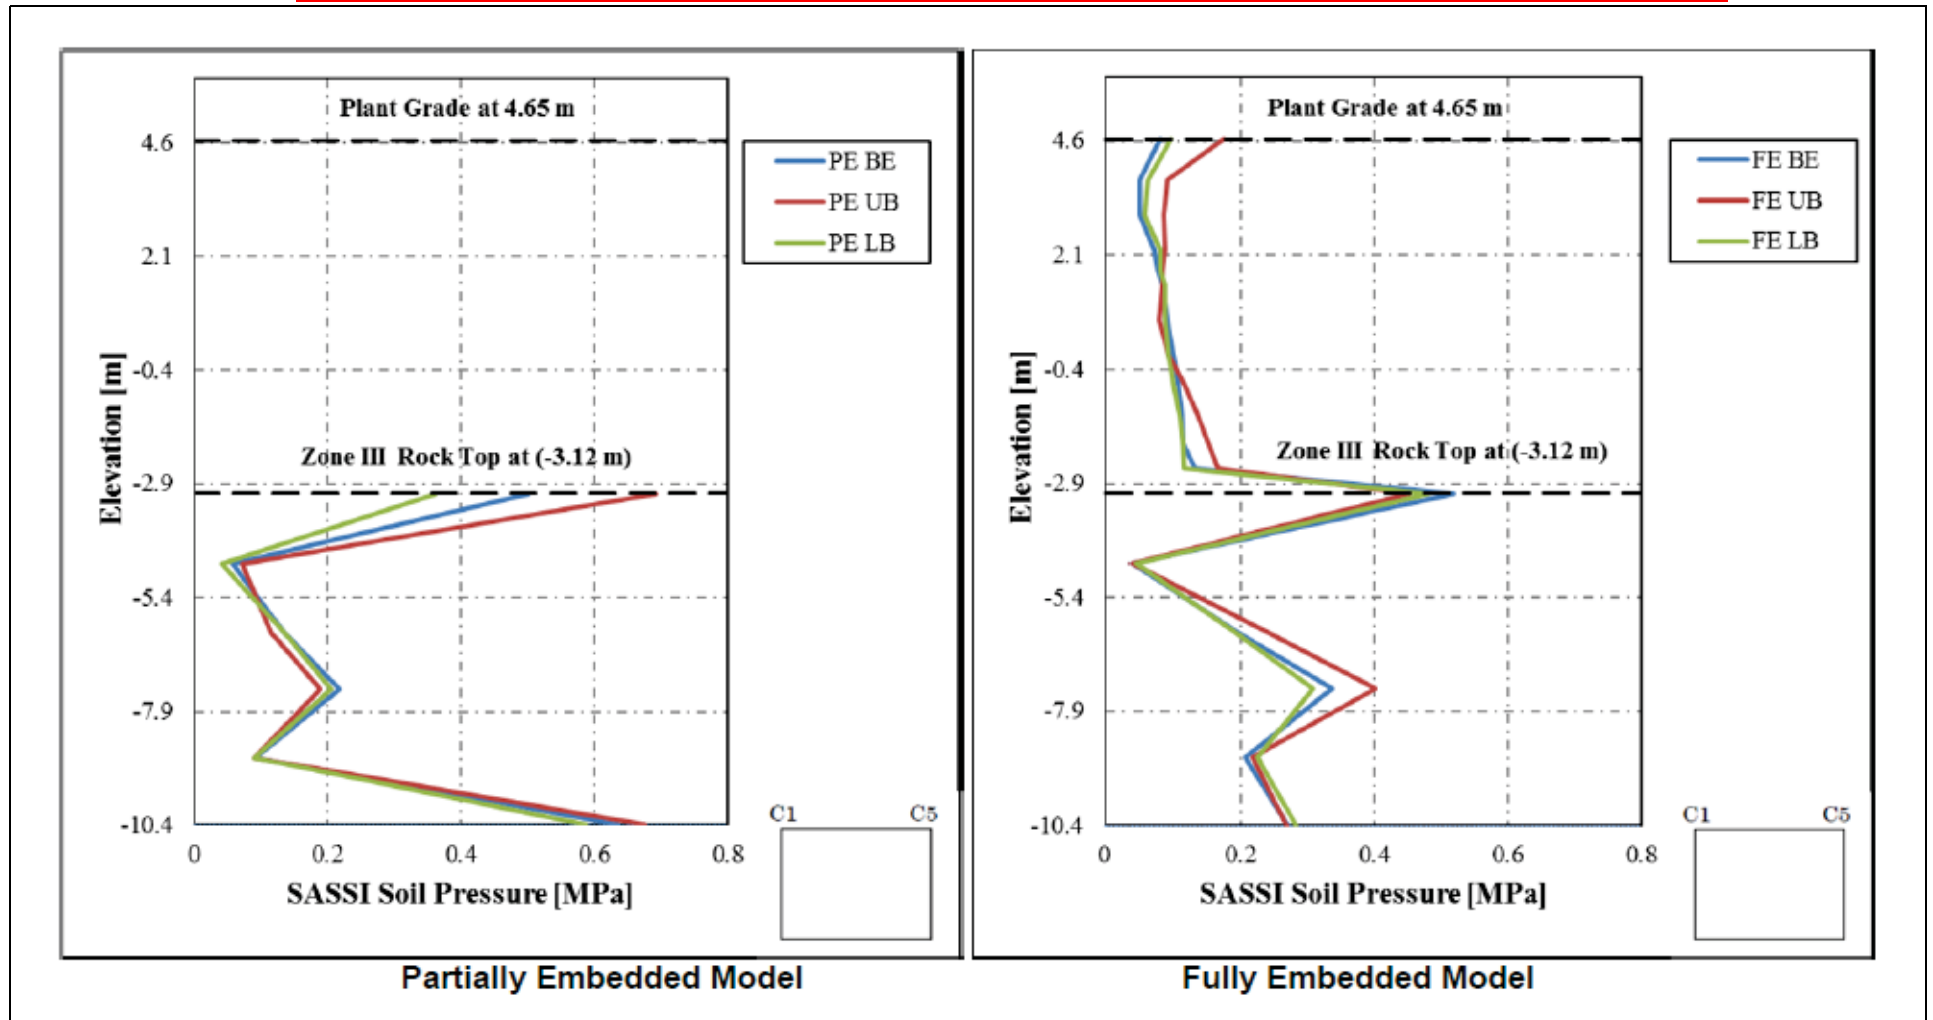 Plant Grade at 4.65 m
4.6
2.1
-0.4
-2.9
-5.4
-7.9
-10.4
Elevation [m]
Zone III Rock Top at (-3.12 m)
PE BE
PE UB
PE LB
C1 C5
0 0.2 0.4 0.6 0.8
SASSI Soil Pressure [MPa]
Partially Embedded Model
Plant Grade at 4.65 m
4.6
2.1
-0.4
-2.9
-5.4
-7.9
-10.4
Elevation [m]
Zone III Rock Top at (-3.12 m)
FE BE
FE UB
FE LB
C1 C5
0 0.2 0.4 0.6 0.8
SASSI Soil Pressure [MPa]
Fully Embedded Model